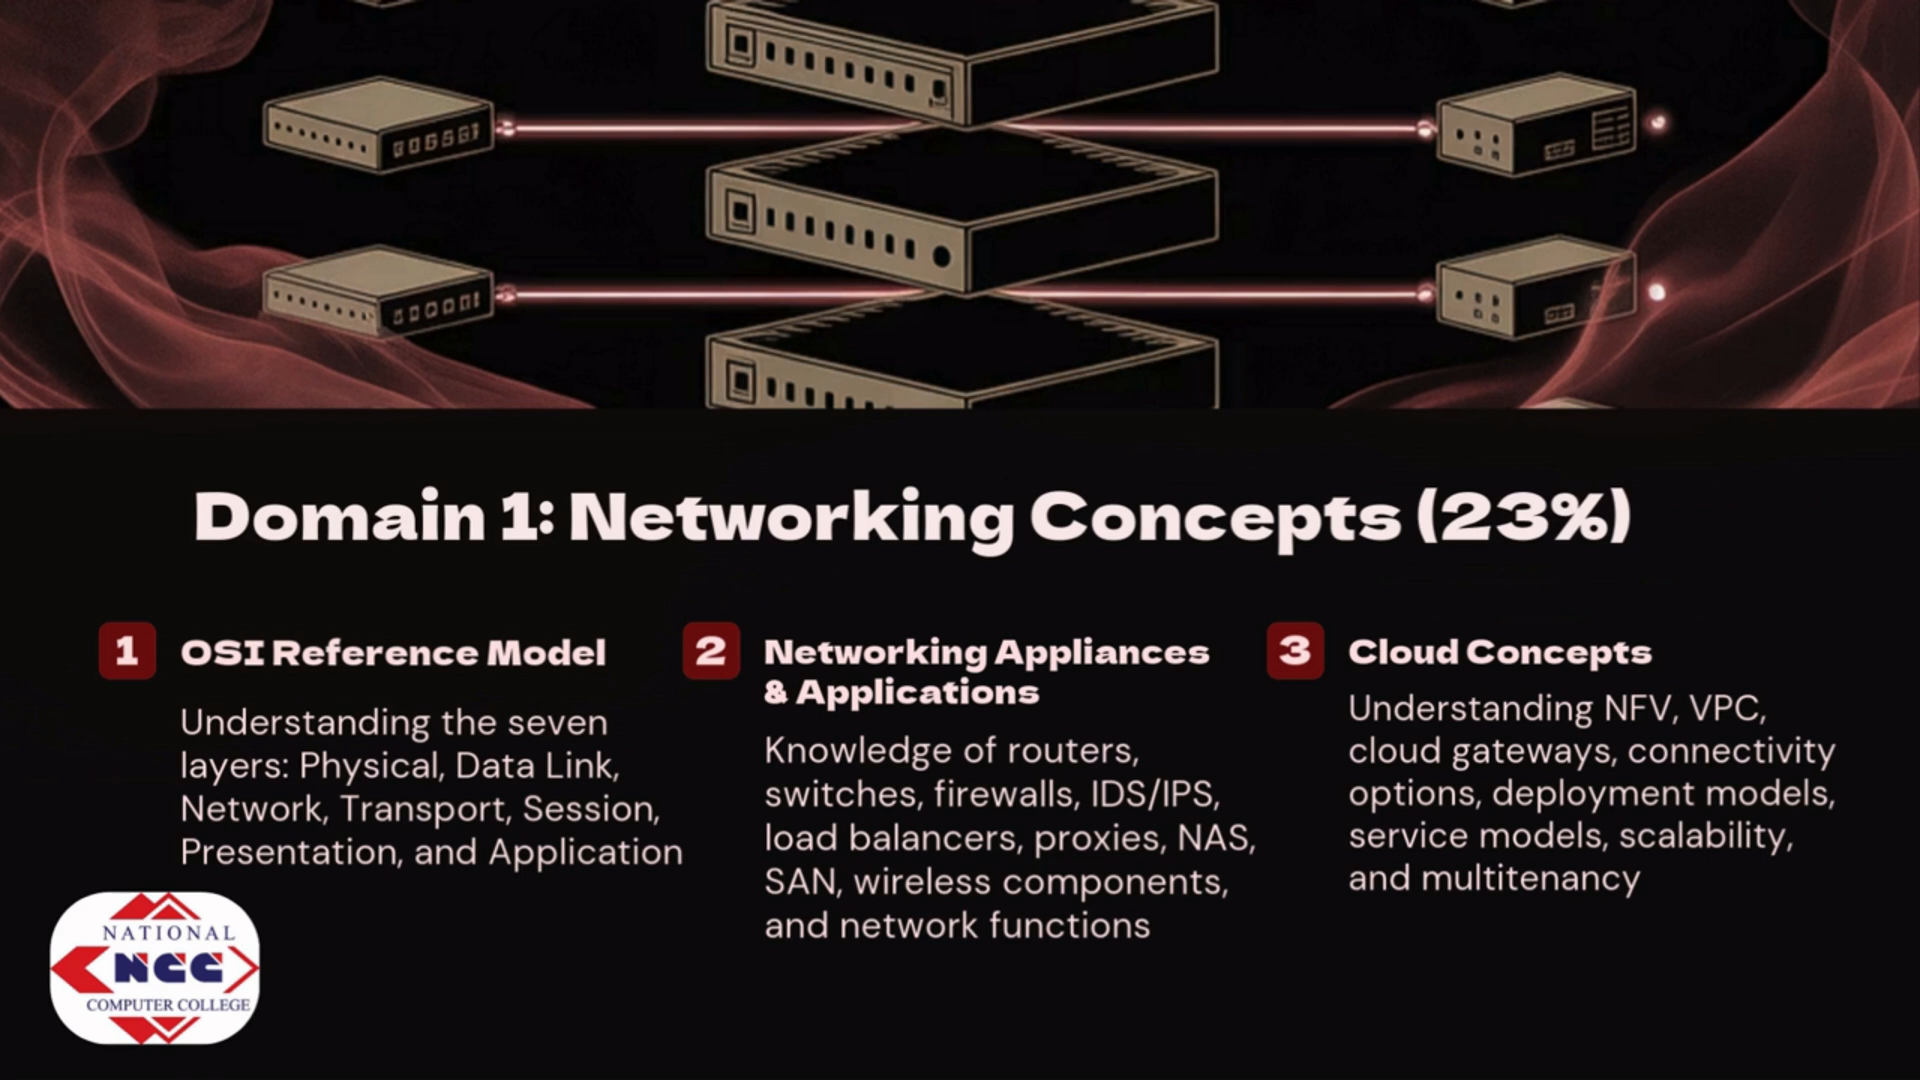 Domain 1: Networking Concepts (23%)
1
OSI Reference Model
Understanding the seven
layers: Physical, Data Link,
Network, Transport, Session,
Presentation, and Application
2
Networking Appliances
& Applications
Knowledge of routers,
switches, firewalls, IDS/IPS,
load balancers, proxies, NAS,
SAN, wireless components,
and network functions
3
Cloud Concepts
Understanding NFV, VPC,
cloud gateways, connectivity
options, deployment models,
service models, scalability,
and multitenancy
NATIONAL
NCC
COMPUTER COLLEGE